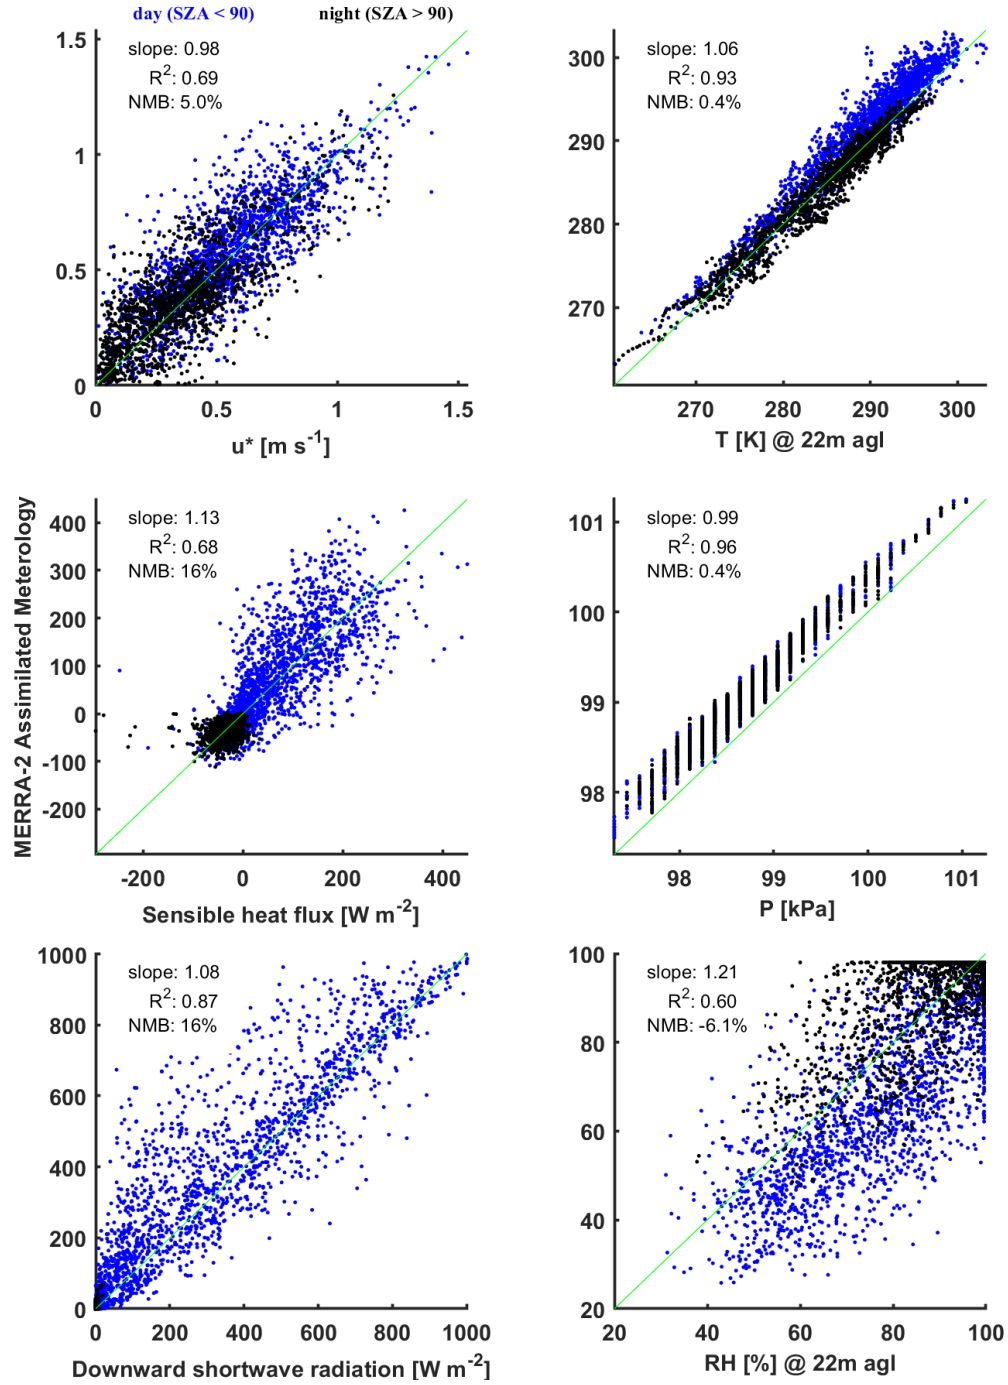 day (SZA < 90) night (SZA > 90)
slope: 0.98
R²: 0.69
NMB: 5.0%
1.5
1
0.5
0
0 0.5 1 1.5
u* [m s⁻¹]
slope: 1.06
R²: 0.93
NMB: 0.4%
300
290
280
270
270 280 290 300
T [K] @ 22m agl
MERRA-2 Assimilated Meterology
slope: 1.13
R²: 0.68
NMB: 16%
400
300
200
100
0
-100
-200
-200 0 200 400
Sensible heat flux [W m⁻²]
slope: 0.99
R²: 0.96
NMB: 0.4%
101
100
99
98
98 99 100 101
P [kPa]
slope: 1.08
R²: 0.87
NMB: 16%
1000
800
600
400
200
0
0 200 400 600 800 1000
Downward shortwave radiation [W m⁻²]
slope: 1.21
R²: 0.60
NMB: -6.1%
100
80
60
40
20
20 40 60 80 100
RH [%] @ 22m agl